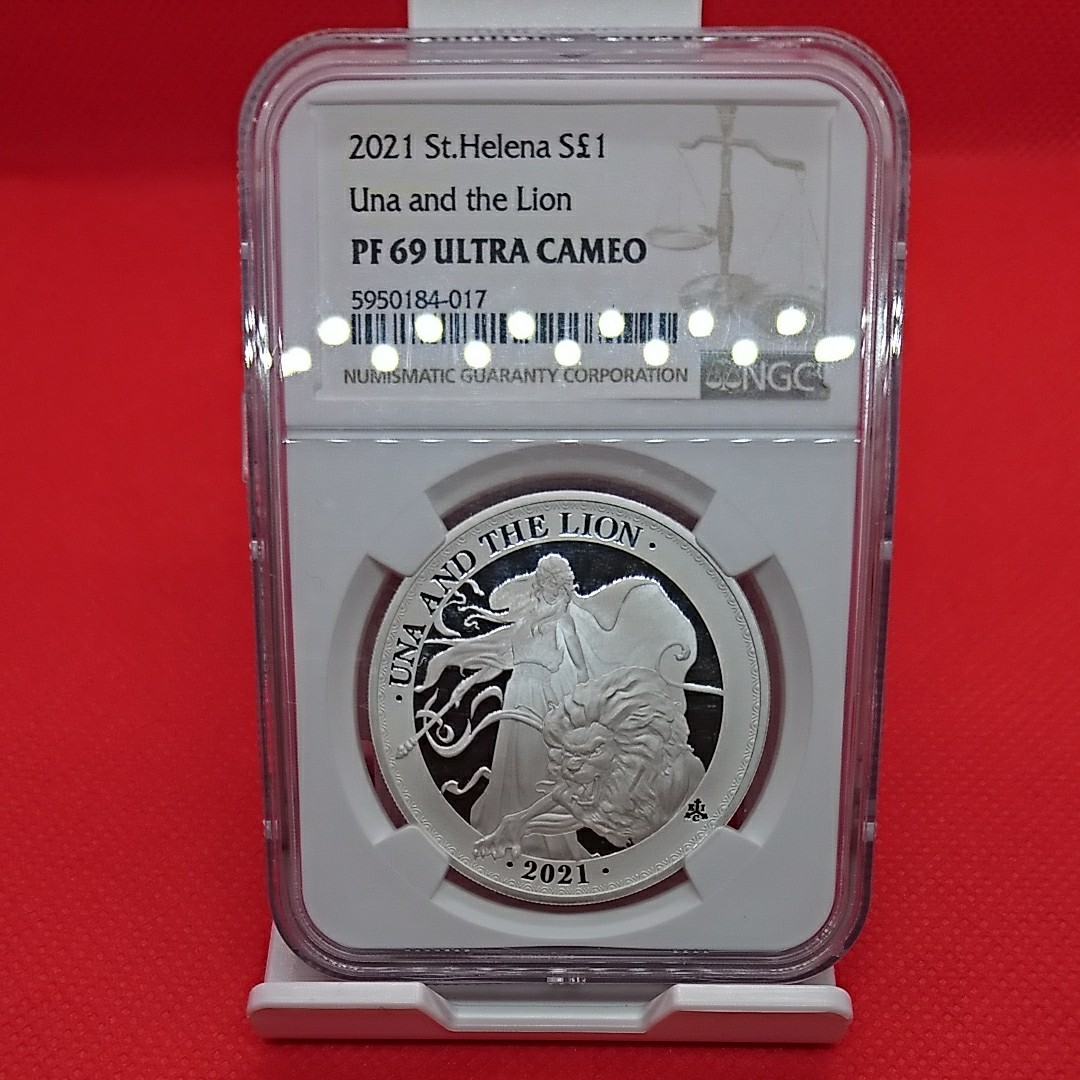 2021 St.Helena S£1
Una and the Lion
PF 69 ULTRA CAMEO
5950184-017
NUMISMATIC GUARANTY CORPORATION
NGC
· UNA AND THE LION ·
· 2021 ·